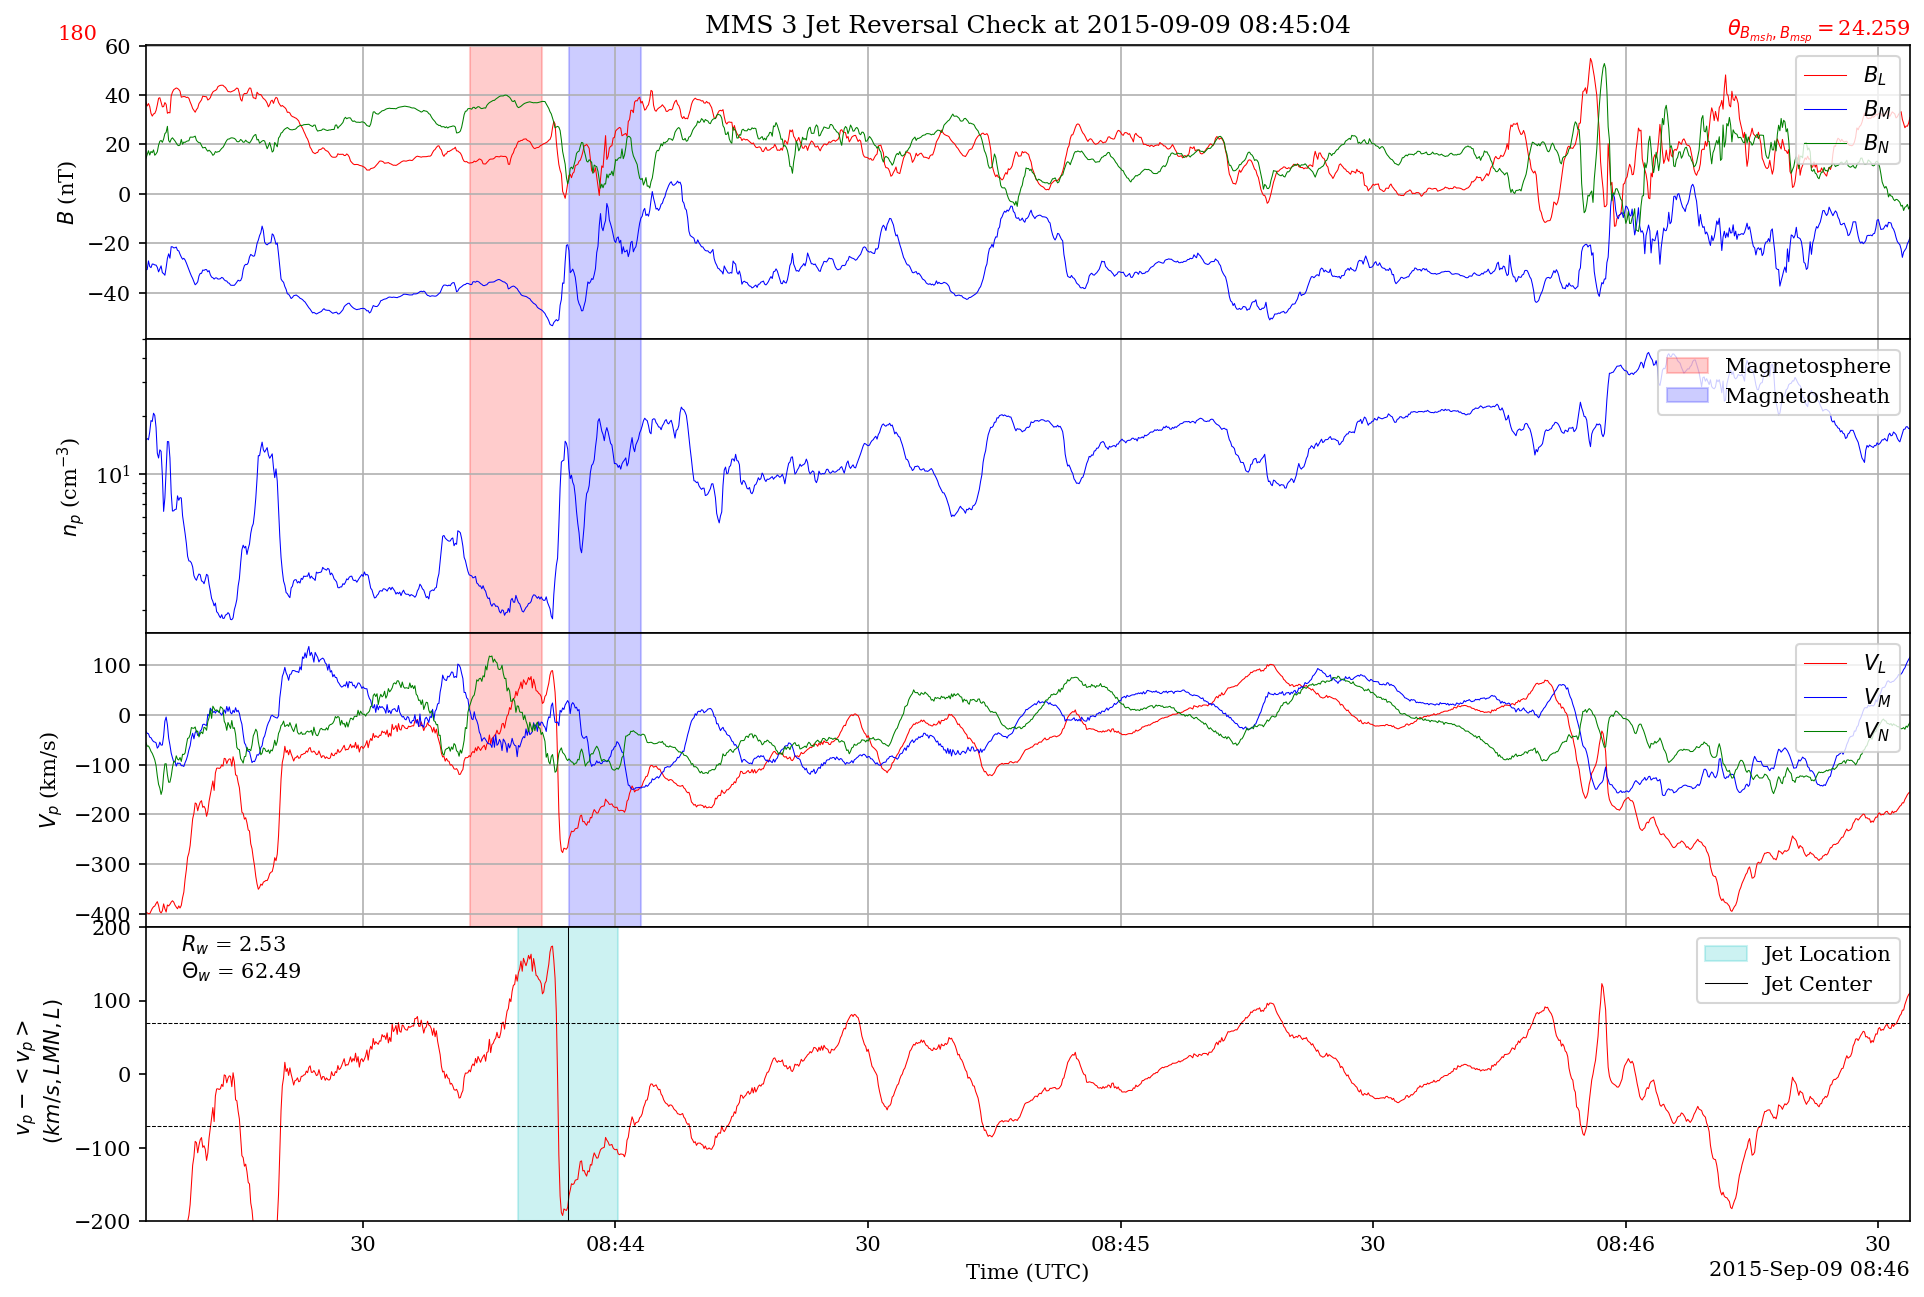 MMS 3 Jet Reversal Check at 2015-09-09 08:45:04
180
θ_{B_{msh}, B_{msp}} = 24.259
60
40
20
0
−20
−40
B (nT)
B_L
B_M
B_N
10^1
n_p (cm^{−3})
Magnetosphere
Magnetosheath
100
0
−100
−200
−300
−400
V_p (km/s)
V_L
V_M
V_N
200
100
0
−100
−200
v_p − < v_p >
(km/s, LMN, L)
R_w = 2.53
Θ_w = 62.49
Jet Location
Jet Center
30
08:44
30
08:45
30
08:46
30
Time (UTC)
2015-Sep-09 08:46